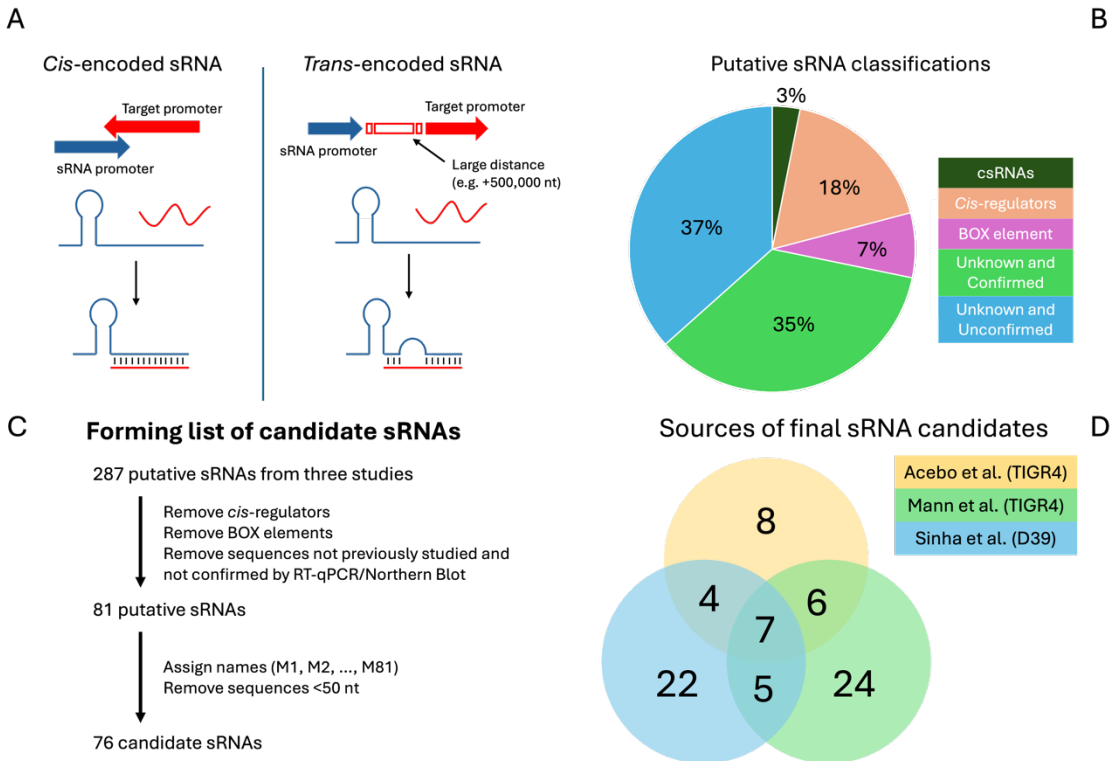 A
Cis-encoded sRNA
Target promoter
sRNA promoter
Trans-encoded sRNA
Target promoter
sRNA promoter
Large distance
(e.g. +500,000 nt)
B
Putative sRNA classifications
3%
18%
7%
35%
37%
csRNAs
Cis-regulators
BOX element
Unknown and
Confirmed
Unknown and
Unconfirmed
C
Forming list of candidate sRNAs
287 putative sRNAs from three studies
Remove cis-regulators
Remove BOX elements
Remove sequences not previously studied and
not confirmed by RT-qPCR/Northern Blot
81 putative sRNAs
Assign names (M1, M2, ..., M81)
Remove sequences <50 nt
76 candidate sRNAs
Sources of final sRNA candidates
D
Acebo et al. (TIGR4)
Mann et al. (TIGR4)
Sinha et al. (D39)
8
4
6
7
22
5
24